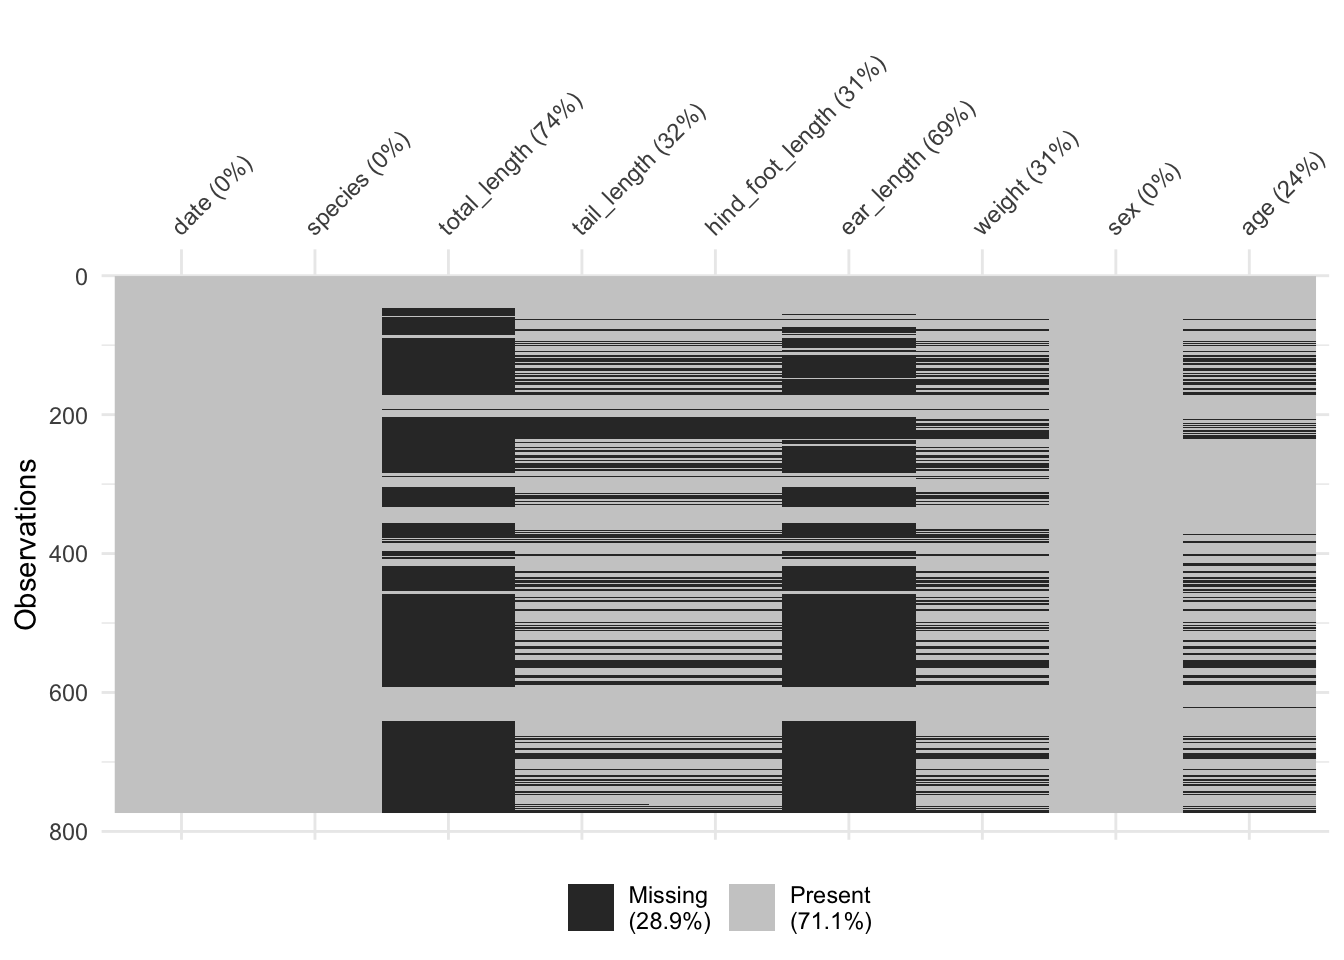 date (0%)
species (0%)
total_length (74%)
tail_length (32%)
hind_foot_length (31%)
ear_length (69%)
weight (31%)
sex (0%)
age (24%)
0
200
400
600
800
Observations
Missing
(28.9%)
Present
(71.1%)